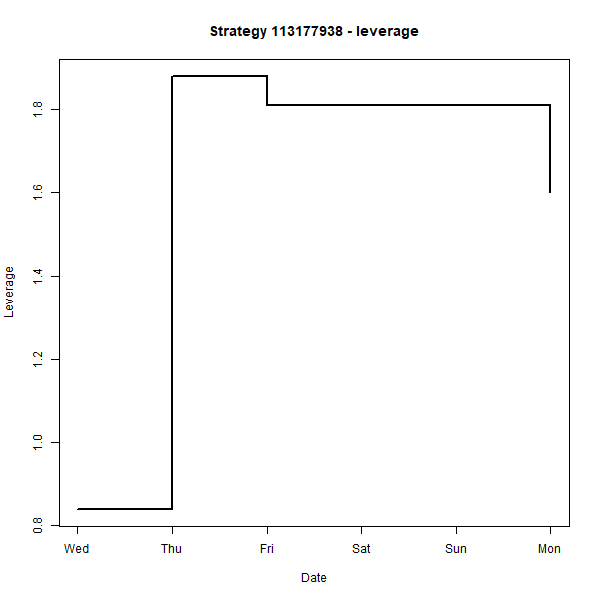 Strategy 113177938 - leverage
Leverage
1.8
1.6
1.4
1.2
1.0
0.8
Wed Thu Fri Sat Sun Mon
Date